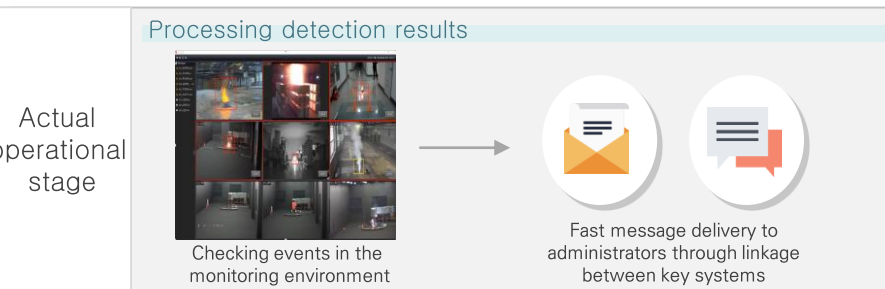 Processing detection results
Actual
operational
stage
Checking events in the
monitoring environment
Fast message delivery to
administrators through linkage
between key systems